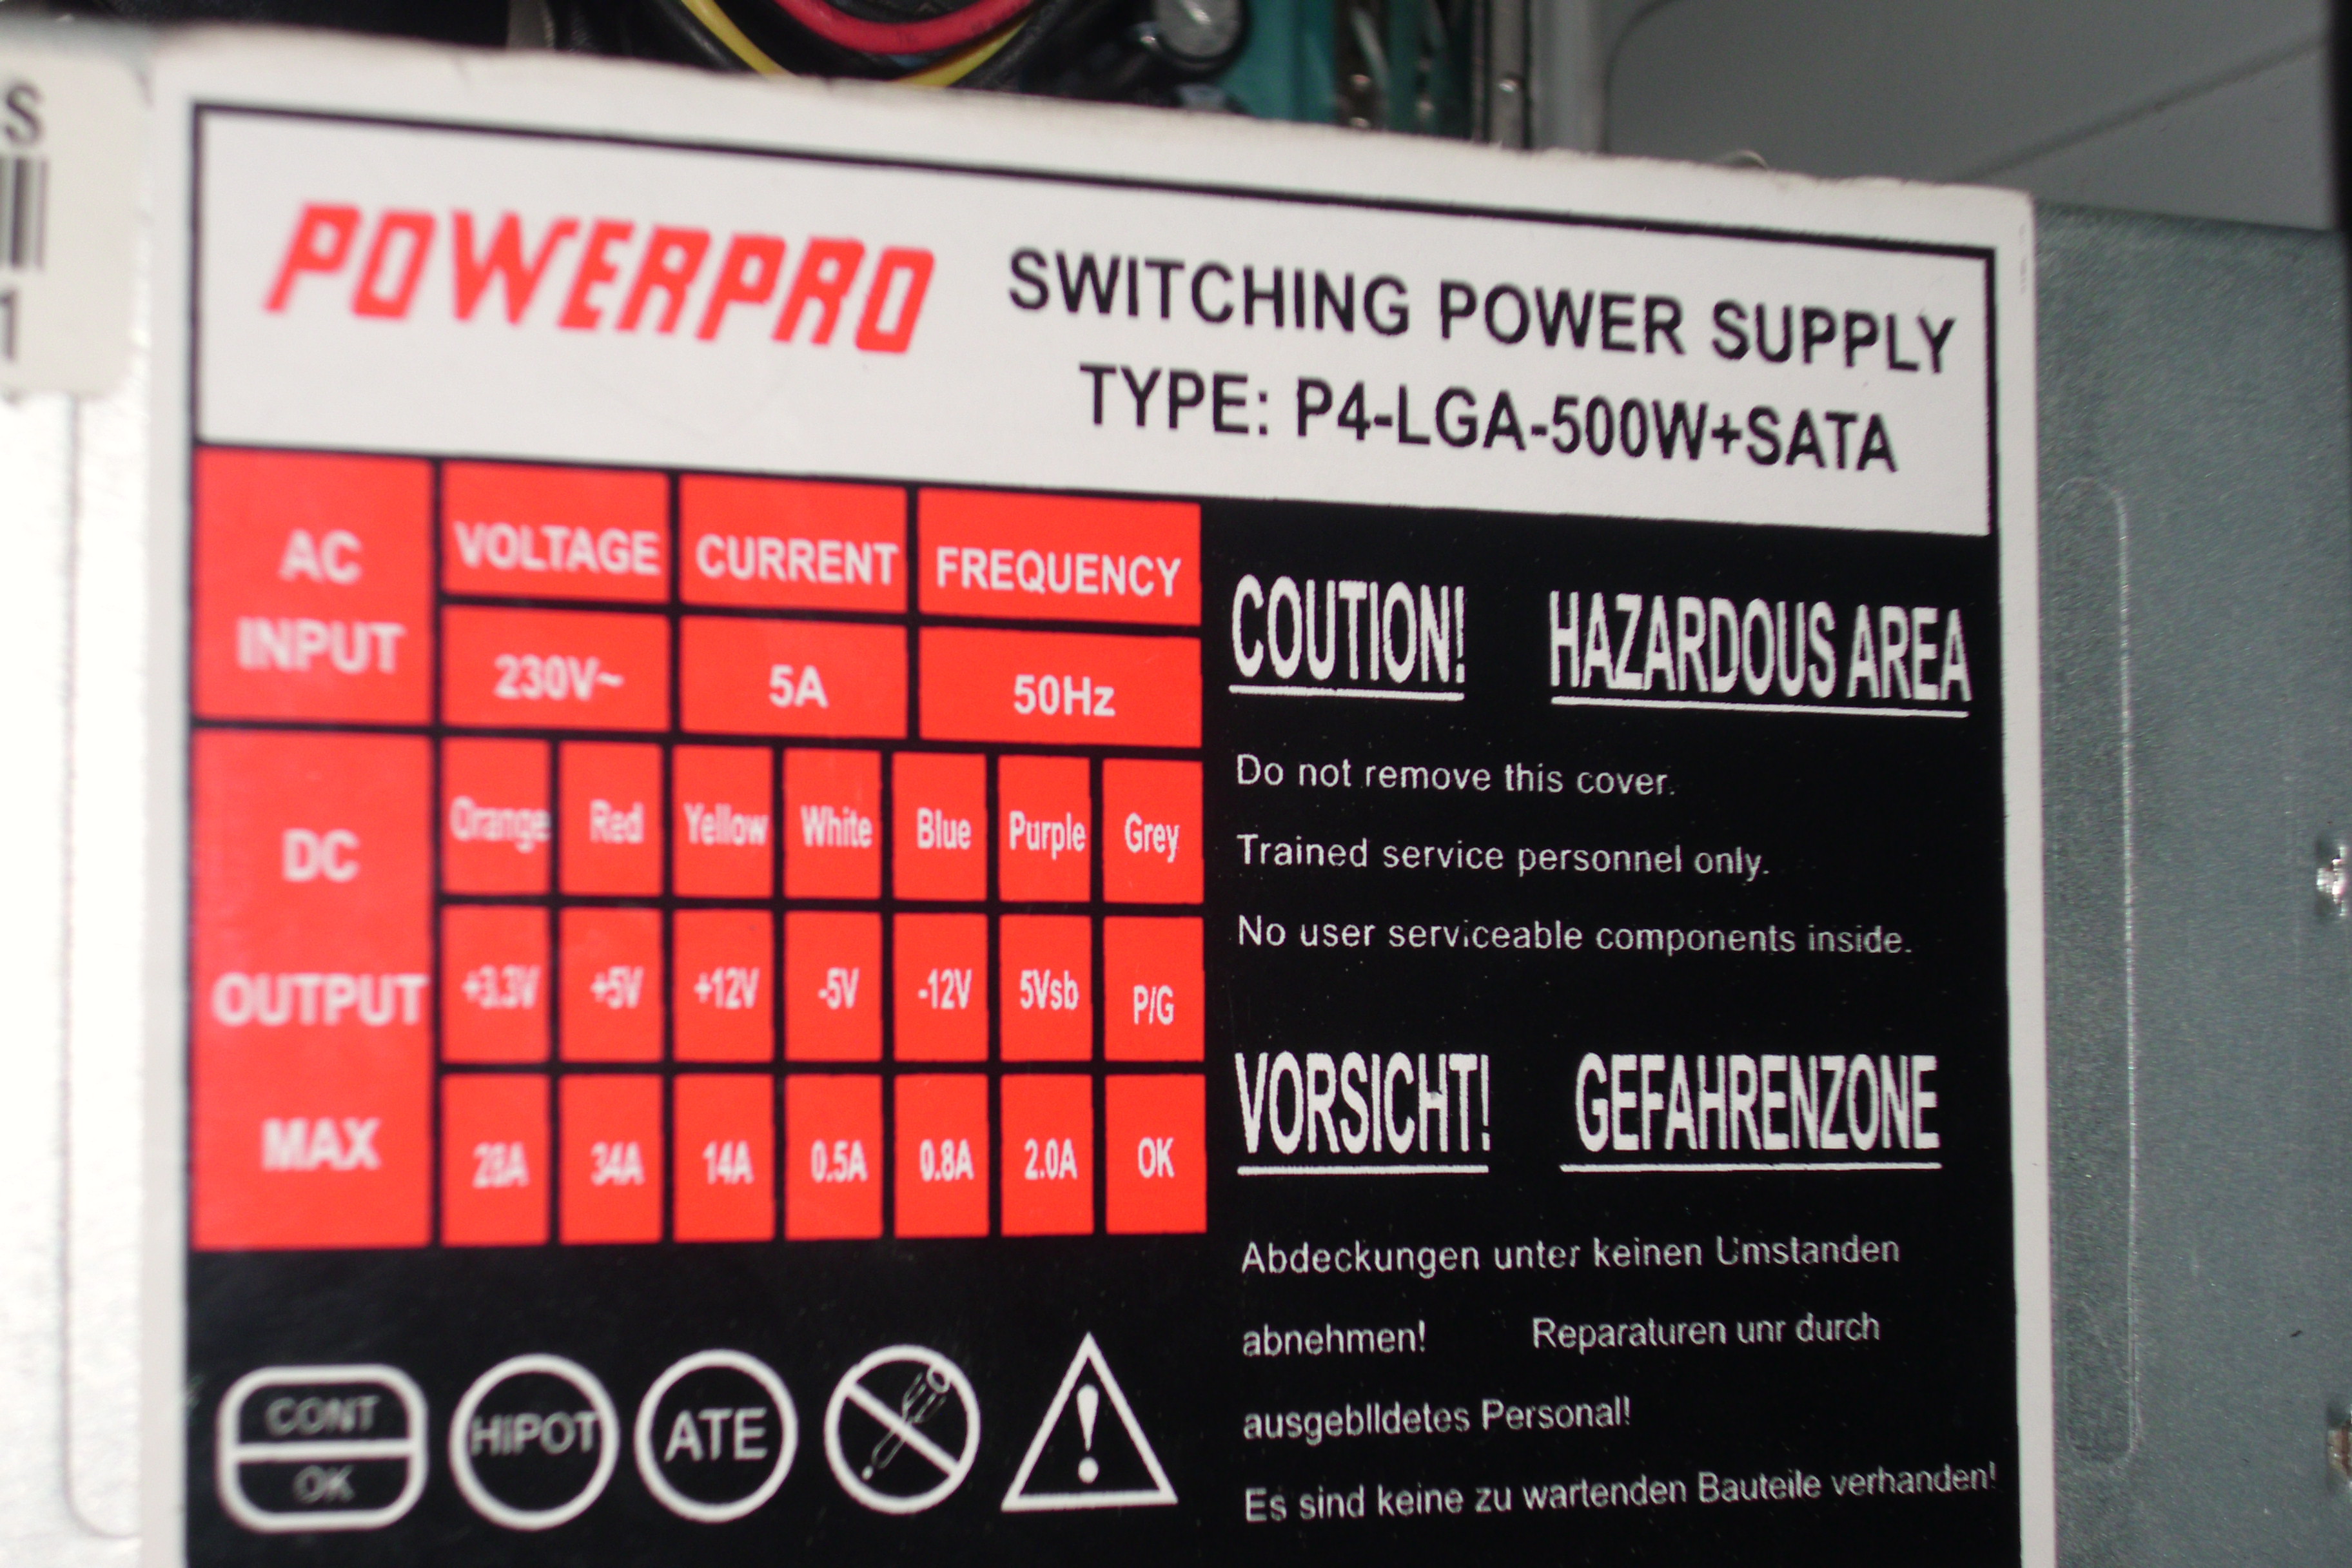 S
1
POWERPRO
SWITCHING POWER SUPPLY
TYPE: P4-LGA-500W+SATA
AC INPUT
VOLTAGE CURRENT FREQUENCY
230V~ 5A 50Hz
DC OUTPUT MAX
Orange Red Yellow White Blue Purple Grey
+3.3V +5V +12V -5V -12V 5Vsb P/G
28A 34A 14A 0.5A 0.8A 2.0A OK
COUTION! HAZARDOUS AREA
Do not remove this cover.
Trained service personnel only.
No user serviceable components inside.
VORSICHT! GEFAHRENZONE
Abdeckungen unter keinen Umstanden
abnehmen! Reparaturen unr durch
ausgeblldetes Personal!
Es sind keine zu wartenden Bauteile verhanden!
CONT
OK
HIPOT
ATE
!